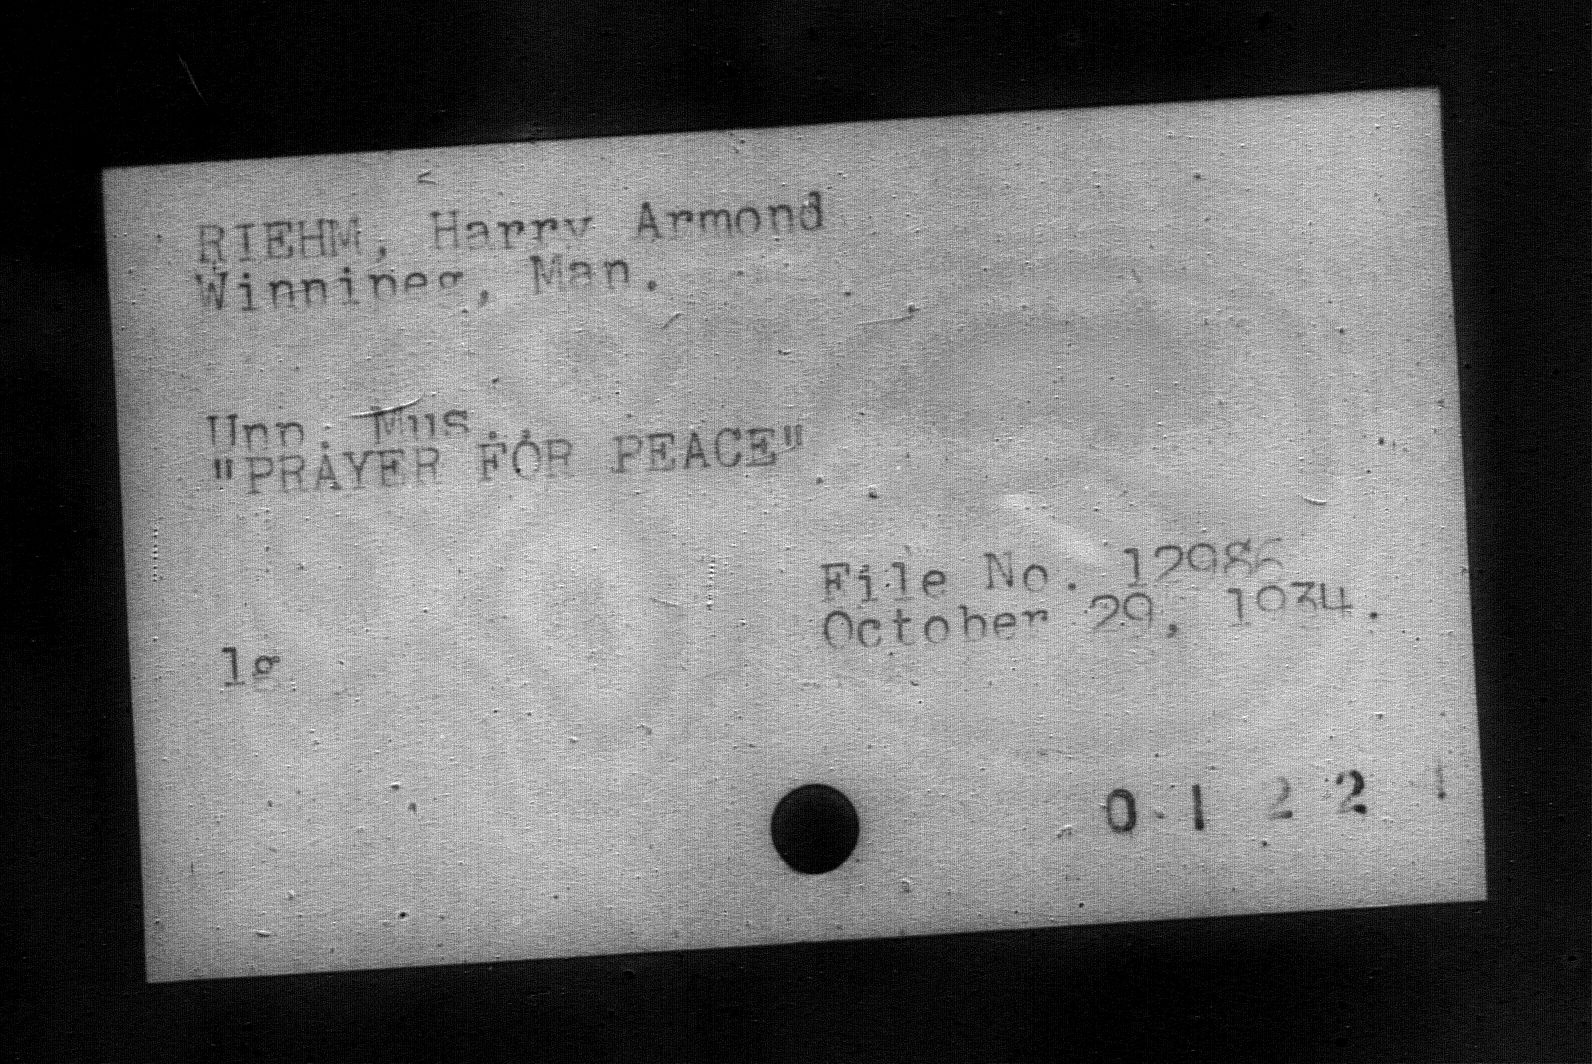 RIEHM, Harry Armond
Winnipeg, Man.
Unp. Mus.
"PRAYER FOR PEACE"
File No. 12986
October 29, 1934.
lg
0 1 2 2